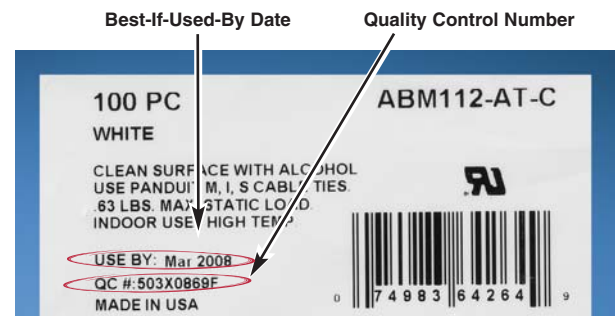 Best-If-Used-By Date Quality Control Number
100 PC ABM112-AT-C
WHITE
CLEAN SURFACE WITH ALCOHOL
USE PANDUIT M, I, S CABLE TIES.
.63 LBS. MAX STATIC LOAD.
INDOOR USE HIGH TEMP.
USE BY: Mar 2008
QC #:503X0869F
MADE IN USA
0 74983 64264 9